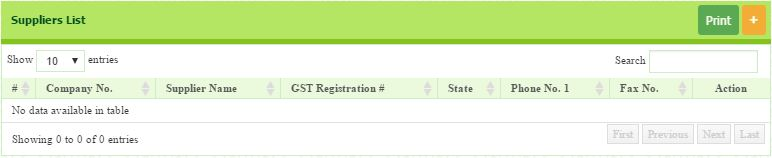 Suppliers List Print +
Show 10 entries Search
# Company No. Supplier Name GST Registration # State Phone No. 1 Fax No. Action
No data available in table
Showing 0 to 0 of 0 entries First Previous Next Last